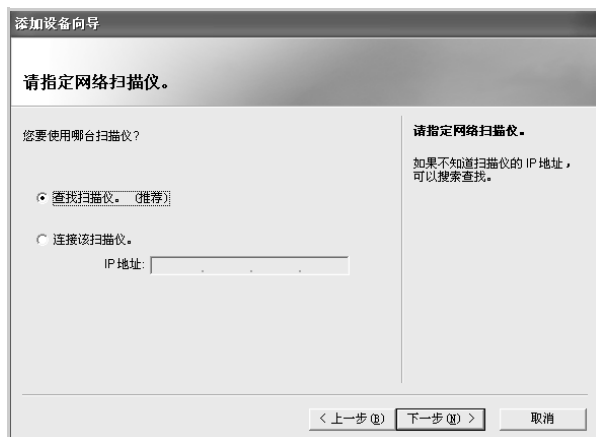 添加设备向导
请指定网络扫描仪。
您要使用哪台扫描仪?
查找扫描仪。 (推荐)
连接该扫描仪。
IP 地址:
请指定网络扫描仪。
如果不知道扫描仪的 IP 地址，
可以搜索查找。
< 上一步(B)
下一步(N) >
取消